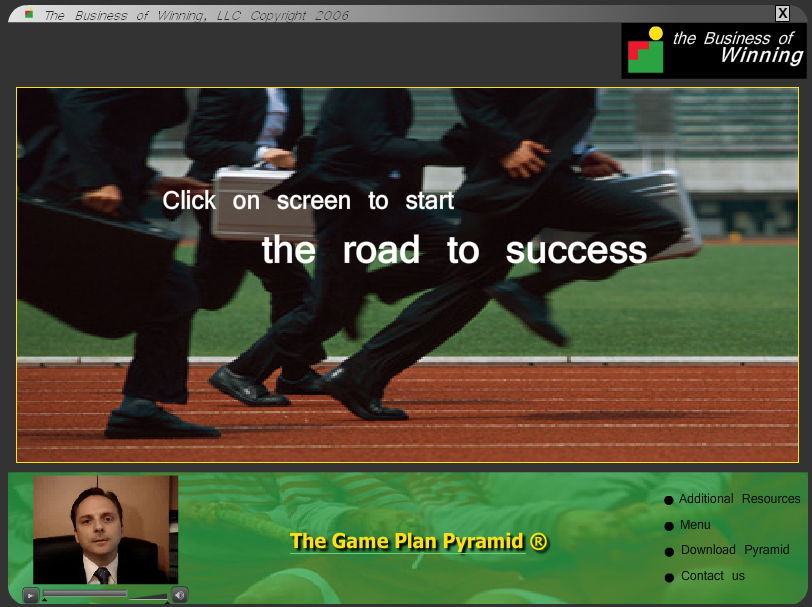 The Business of Winning, LLC Copyright 2006
X
the Business of
Winning
Click on screen to start
the road to success
The Game Plan Pyramid ®
Additional Resources
Menu
Download Pyramid
Contact us